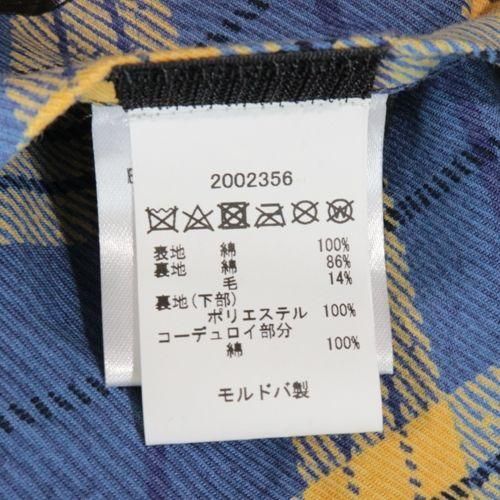 2002356
表地 綿 100%
裏地 綿 86%
毛 14%
裏地(下部)
ポリエステル 100%
コーデュロイ部分
綿 100%
モルドバ製